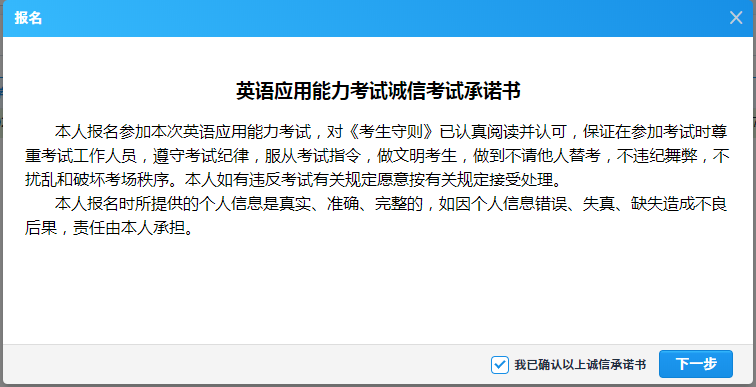 报名
英语应用能力考试诚信考试承诺书
本人报名参加本次英语应用能力考试，对《考生守则》已认真阅读并认可，保证在参加考试时尊
重考试工作人员，遵守考试纪律，服从考试指令，做文明考生，做到不请他人替考，不违纪舞弊，不
扰乱和破坏考场秩序。本人如有违反考试有关规定愿意按有关规定接受处理。
本人报名时所提供的个人信息是真实、准确、完整的，如因个人信息错误、失真、缺失造成不良
后果，责任由本人承担。
我已确认以上诚信承诺书
下一步